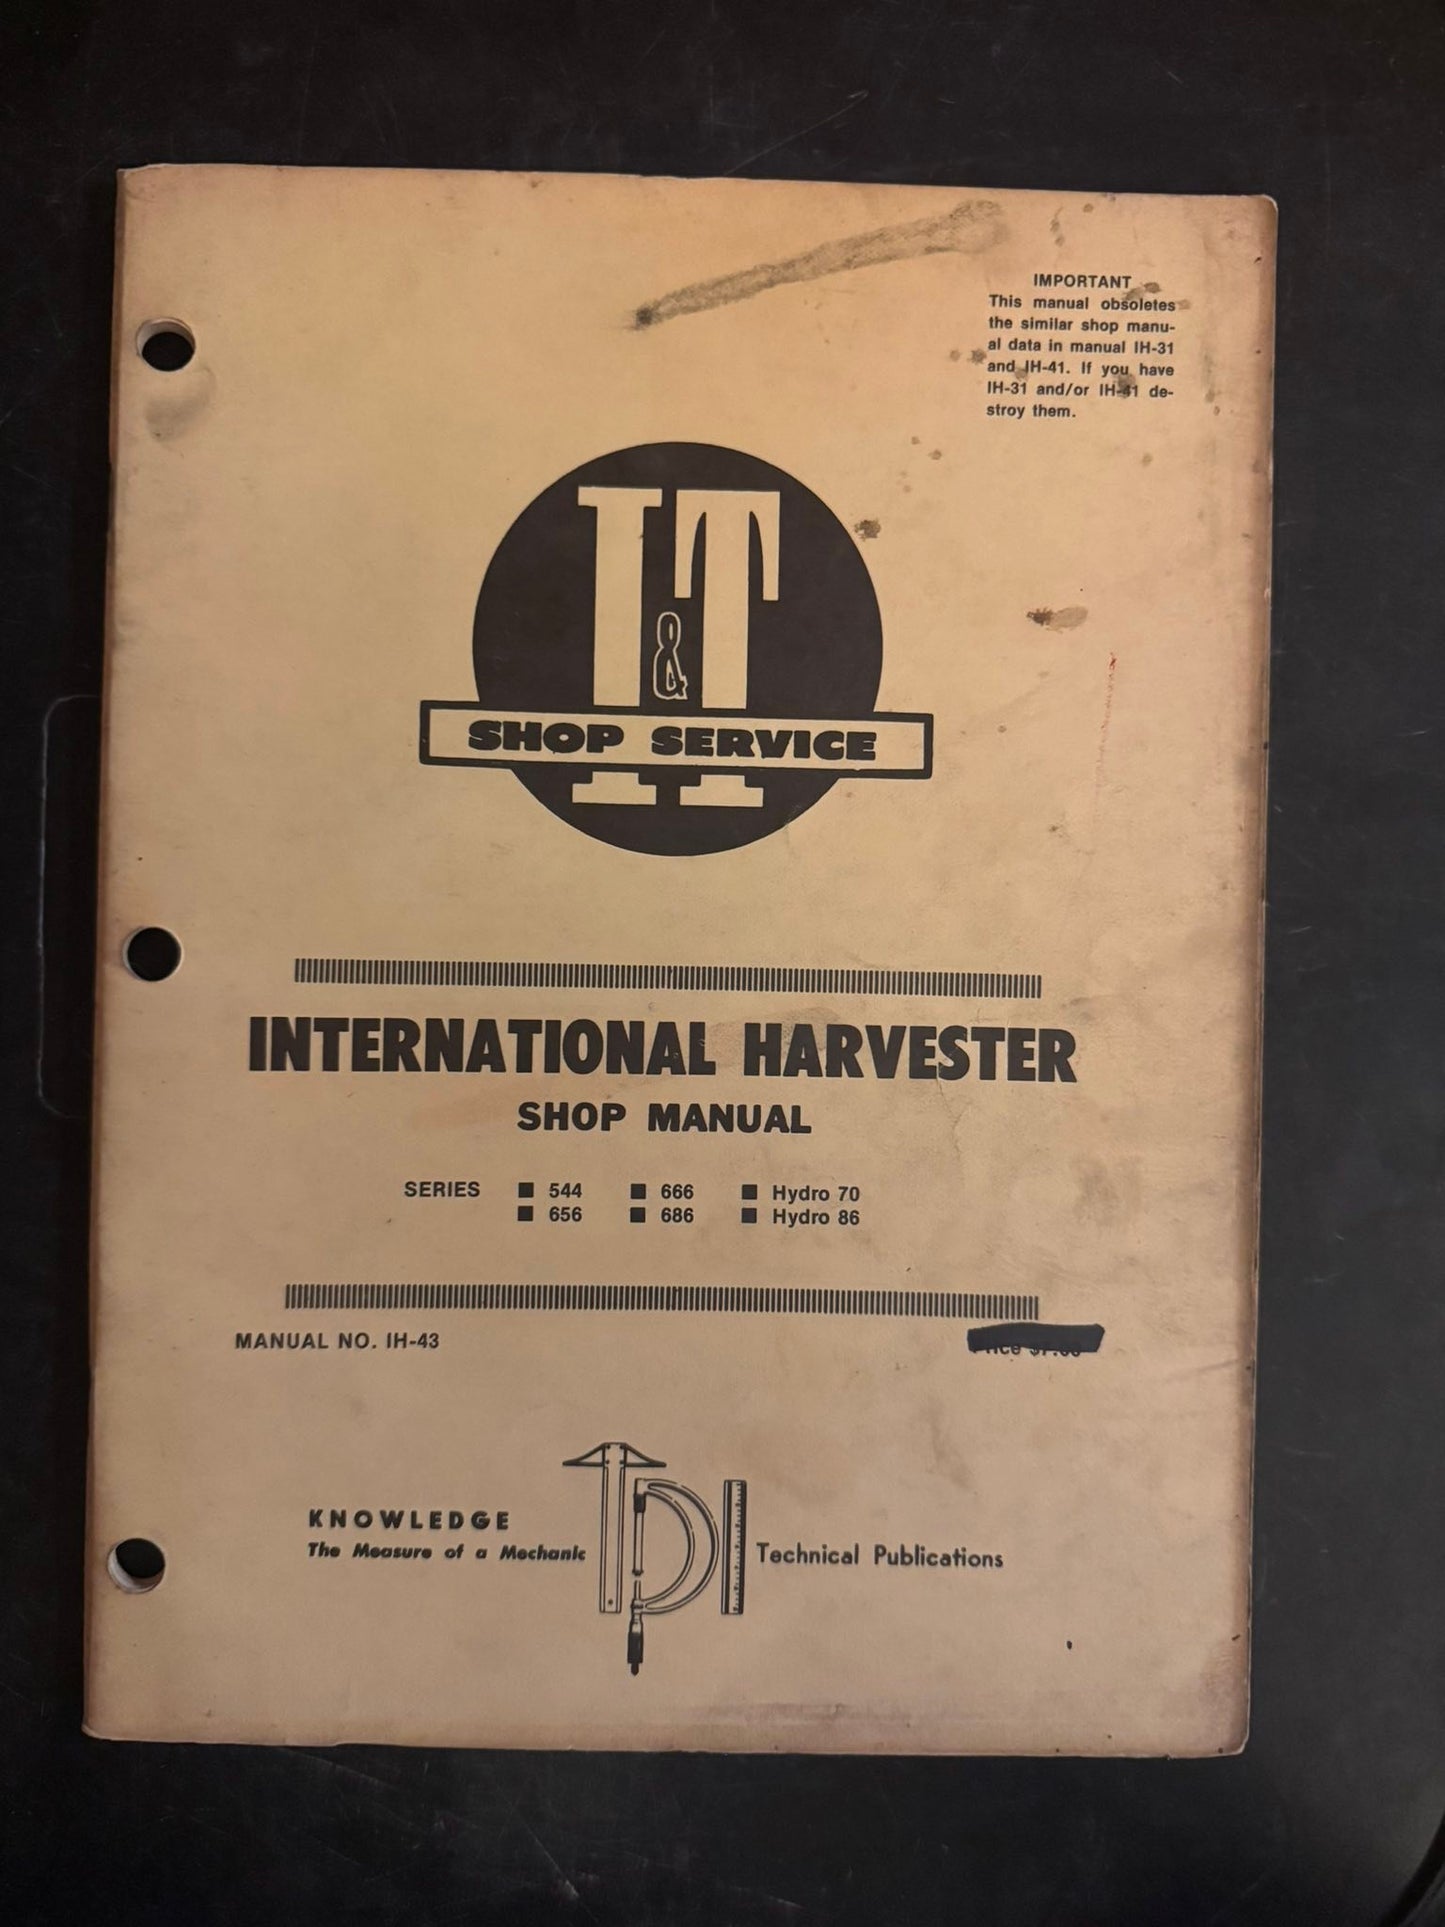 IMPORTANT
This manual obsoletes
the similar shop manu-
al data in manual IH-31
and IH-41. If you have
IH-31 and/or IH-41 de-
stroy them.
I&T
SHOP SERVICE
INTERNATIONAL HARVESTER
SHOP MANUAL
SERIES ■ 544 ■ 666 ■ Hydro 70
■ 656 ■ 686 ■ Hydro 86
MANUAL NO. IH-43
Price
KNOWLEDGE
The Measure of a Mechanic
TPI
Technical Publications